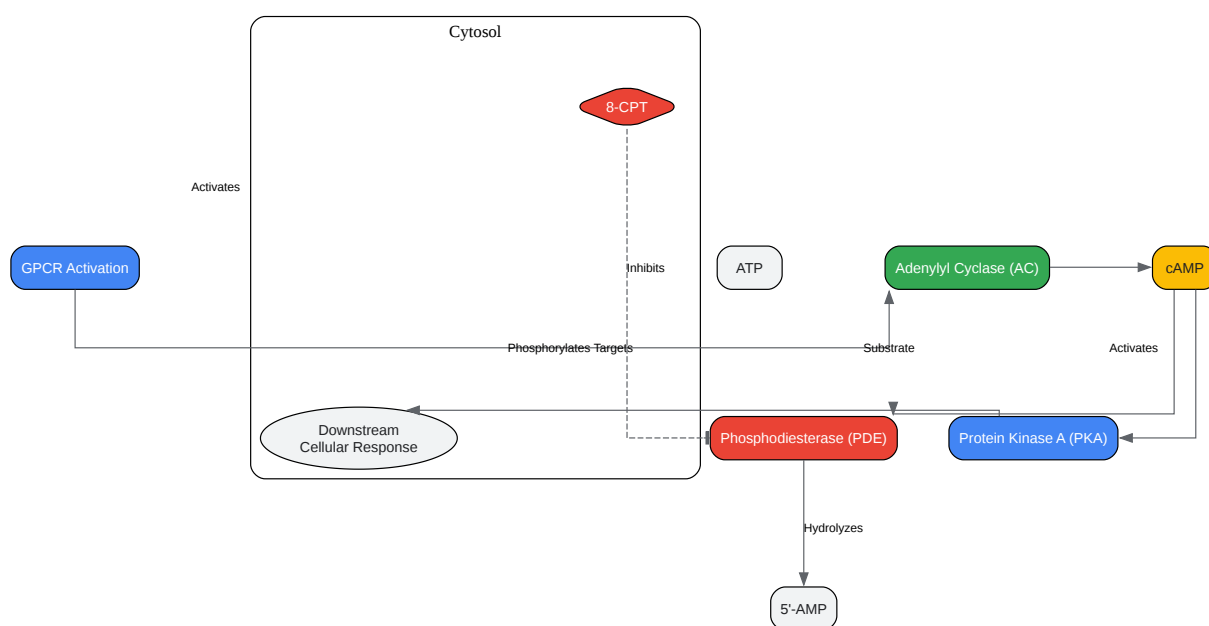 Cytosol
8-CPT
Activates
GPCR Activation
Inhibits
ATP
Adenylyl Cyclase (AC)
cAMP
Phosphorylates Targets
Substrate
Activates
Downstream
Cellular Response
Phosphodiesterase (PDE)
Protein Kinase A (PKA)
Hydrolyzes
5'-AMP